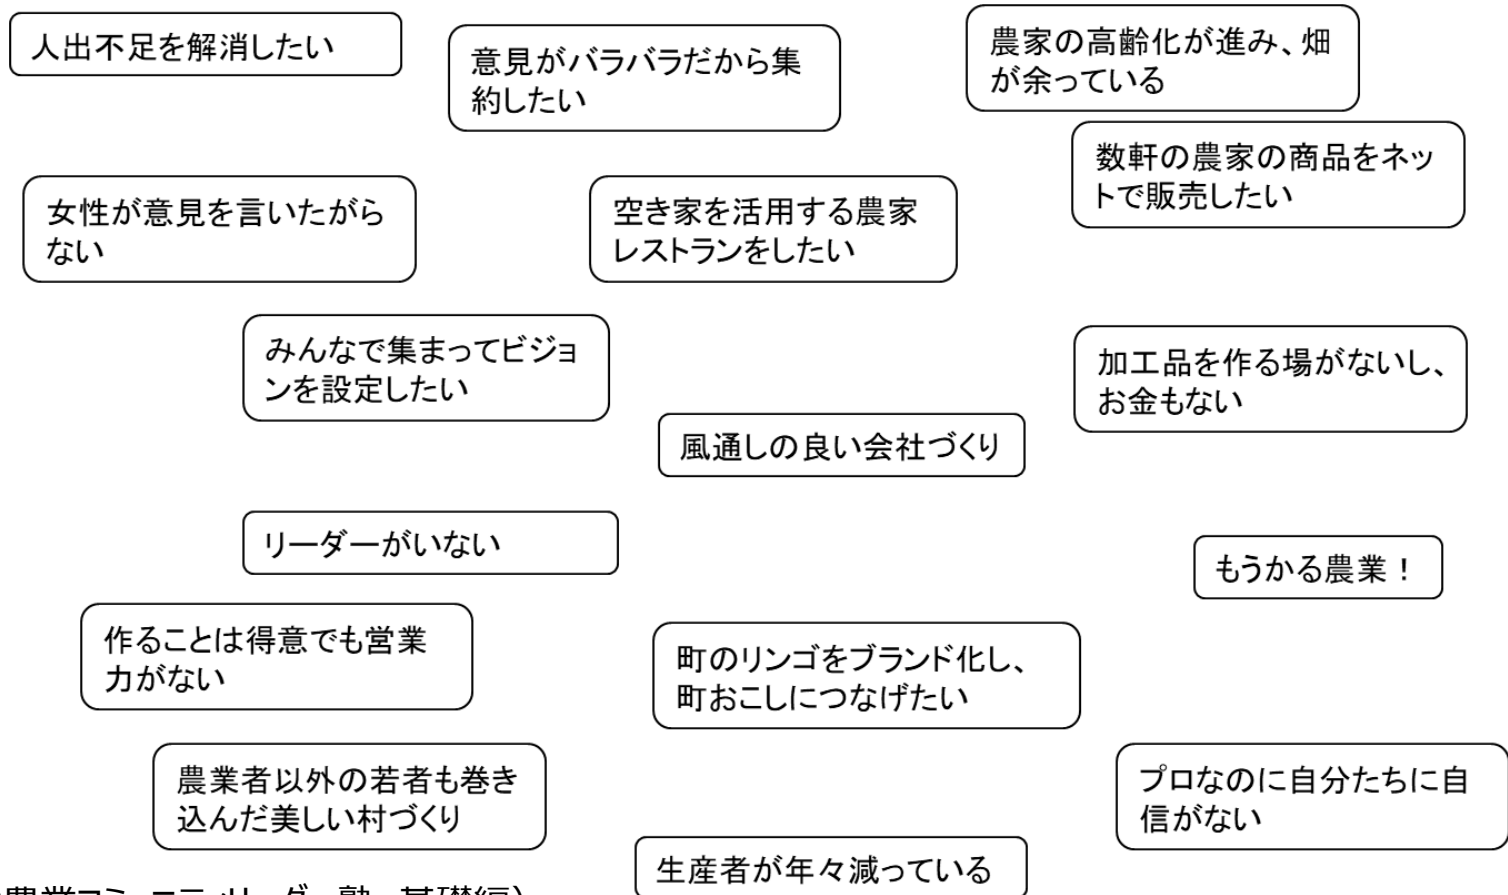 人出不足を解消したい
意見がバラバラだから集
約したい
農家の高齢化が進み、畑
が余っている
数軒の農家の商品をネッ
トで販売したい
女性が意見を言いたがら
ない
空き家を活用する農家
レストランをしたい
みんなで集まってビジョ
ンを設定したい
加工品を作る場がないし、
お金もない
風通しの良い会社づくり
リーダーがいない
もうかる農業！
作ることは得意でも営業
力がない
町のリンゴをブランド化し、
町おこしにつなげたい
農業者以外の若者も巻き
込んだ美しい村づくり
プロなのに自分たちに自
信がない
生産者が年々減っている